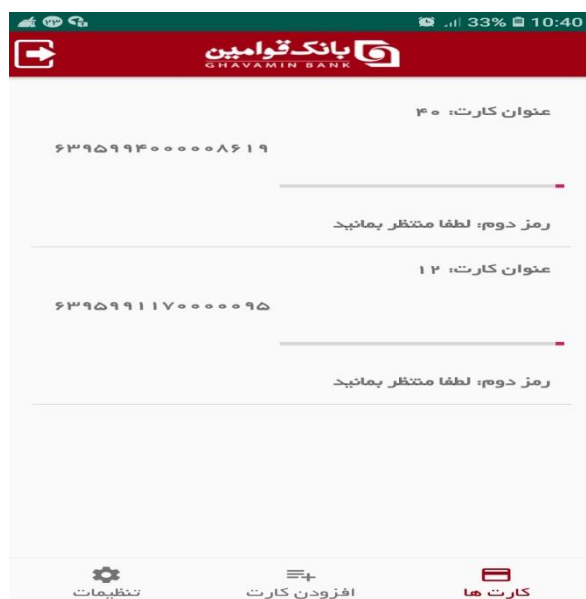 33% 10:40
بانک قوامین
GHAVAMIN BANK
عنوان کارت: ۴۰
۶۳۹۵۹۹۴۰۰۰۰۰۸۶۱۹
رمز دوم: لطفا منتظر بمانید
عنوان کارت: ۱۲
۶۳۹۵۹۹۱۱۷۰۰۰۰۰۹۵
رمز دوم: لطفا منتظر بمانید
کارت ها
افزودن کارت
تنظیمات